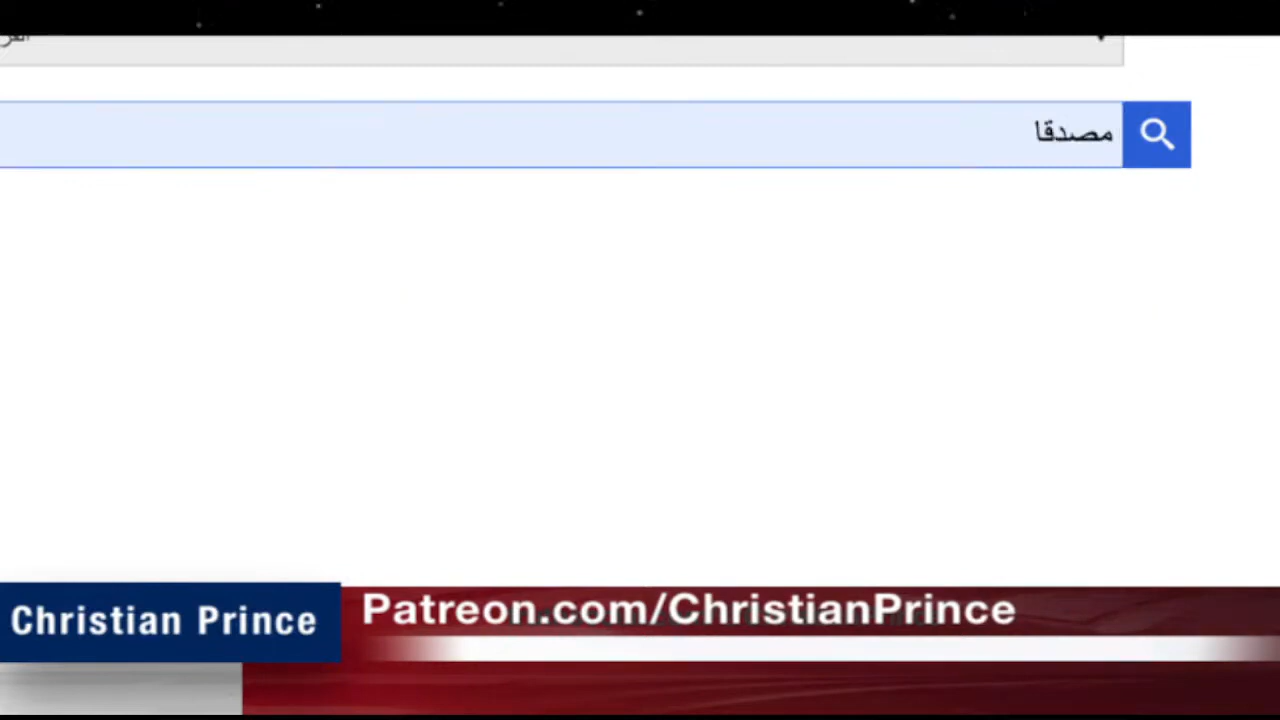 مصدقا
Patreon.com/ChristianPrince
Christian Prince